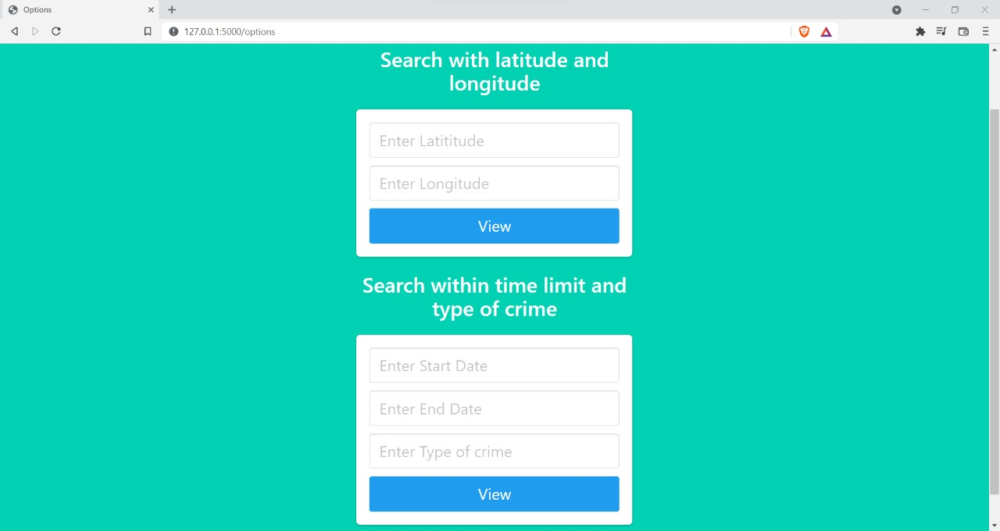 Options
127.0.0.1:5000/options
Search with latitude and
longitude
Enter Latititude
Enter Longitude
View
Search within time limit and
type of crime
Enter Start Date
Enter End Date
Enter Type of crime
View